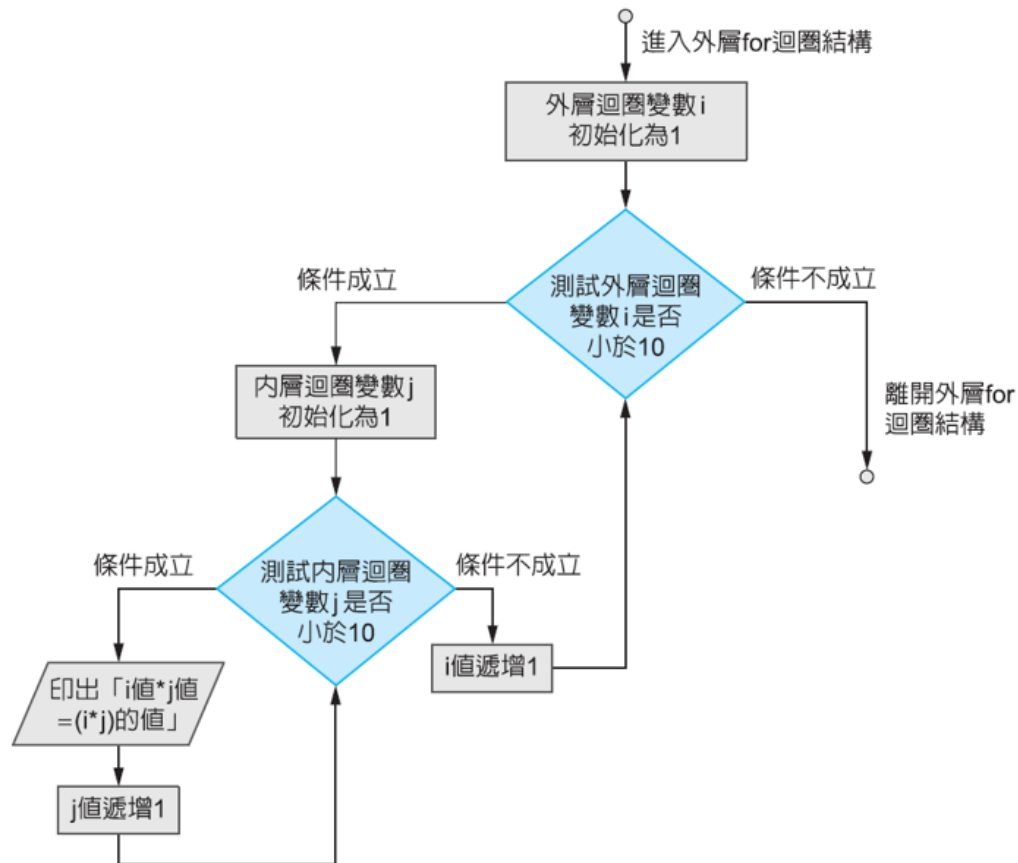 進入外層for迴圈結構
外層迴圈變數i
初始化為1
測試外層迴圈
變數i是否
小於10
條件成立
條件不成立
內層迴圈變數j
初始化為1
離開外層for
迴圈結構
測試內層迴圈
變數j是否
小於10
條件成立
條件不成立
i值遞增1
印出「i值*j值
=(i*j)的值」
j值遞增1